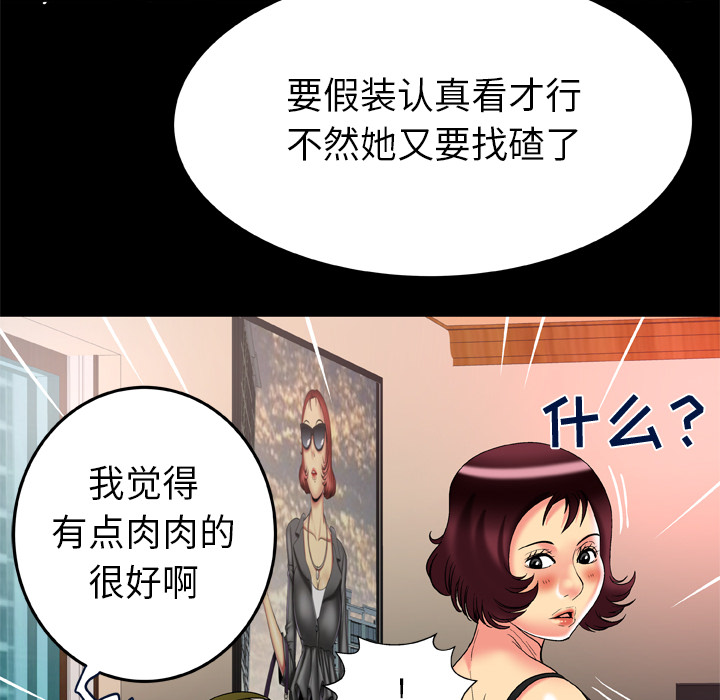 要假装认真看才行
不然她又要找碴了
什么?
我觉得
有点肉肉的
很好啊
!